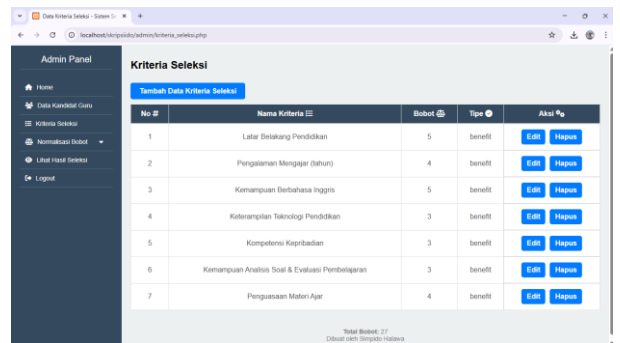 Data Kriteria Seleksi - Sistem Se
localhost/skripsiido/admin/kriteria_seleksi.php
Admin Panel
Home
Data Kandidat Guru
Kriteria Seleksi
Normalisasi Bobot
Lihat Hasil Seleksi
Logout
Kriteria Seleksi
Tambah Data Kriteria Seleksi
No # Nama Kriteria Bobot Tipe Aksi
1 Latar Belakang Pendidikan 5 benefit Edit Hapus
2 Pengalaman Mengajar (tahun) 4 benefit Edit Hapus
3 Kemampuan Berbahasa Inggris 5 benefit Edit Hapus
4 Keterampilan Teknologi Pendidikan 3 benefit Edit Hapus
5 Kompetensi Kepribadian 3 benefit Edit Hapus
6 Kemampuan Analisis Soal & Evaluasi Pembelajaran 3 benefit Edit Hapus
7 Penguasaan Materi Ajar 4 benefit Edit Hapus
Total Bobot: 27
Dibuat oleh Simpido Halawa